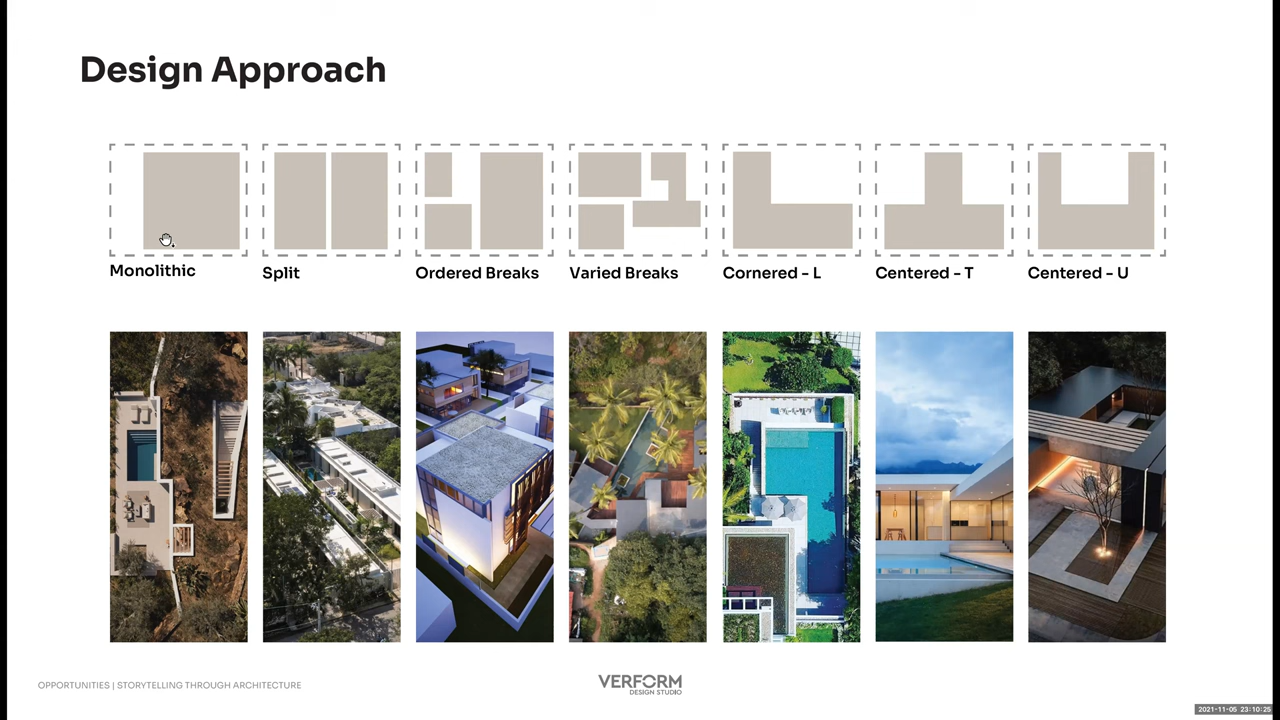 Design Approach
Monolithic
Split
Ordered Breaks
Varied Breaks
Cornered - L
Centered - T
Centered - U
OPPORTUNITIES | STORYTELLING THROUGH ARCHITECTURE
VERFORM
DESIGN STUDIO
2021-11-05 23:10:25